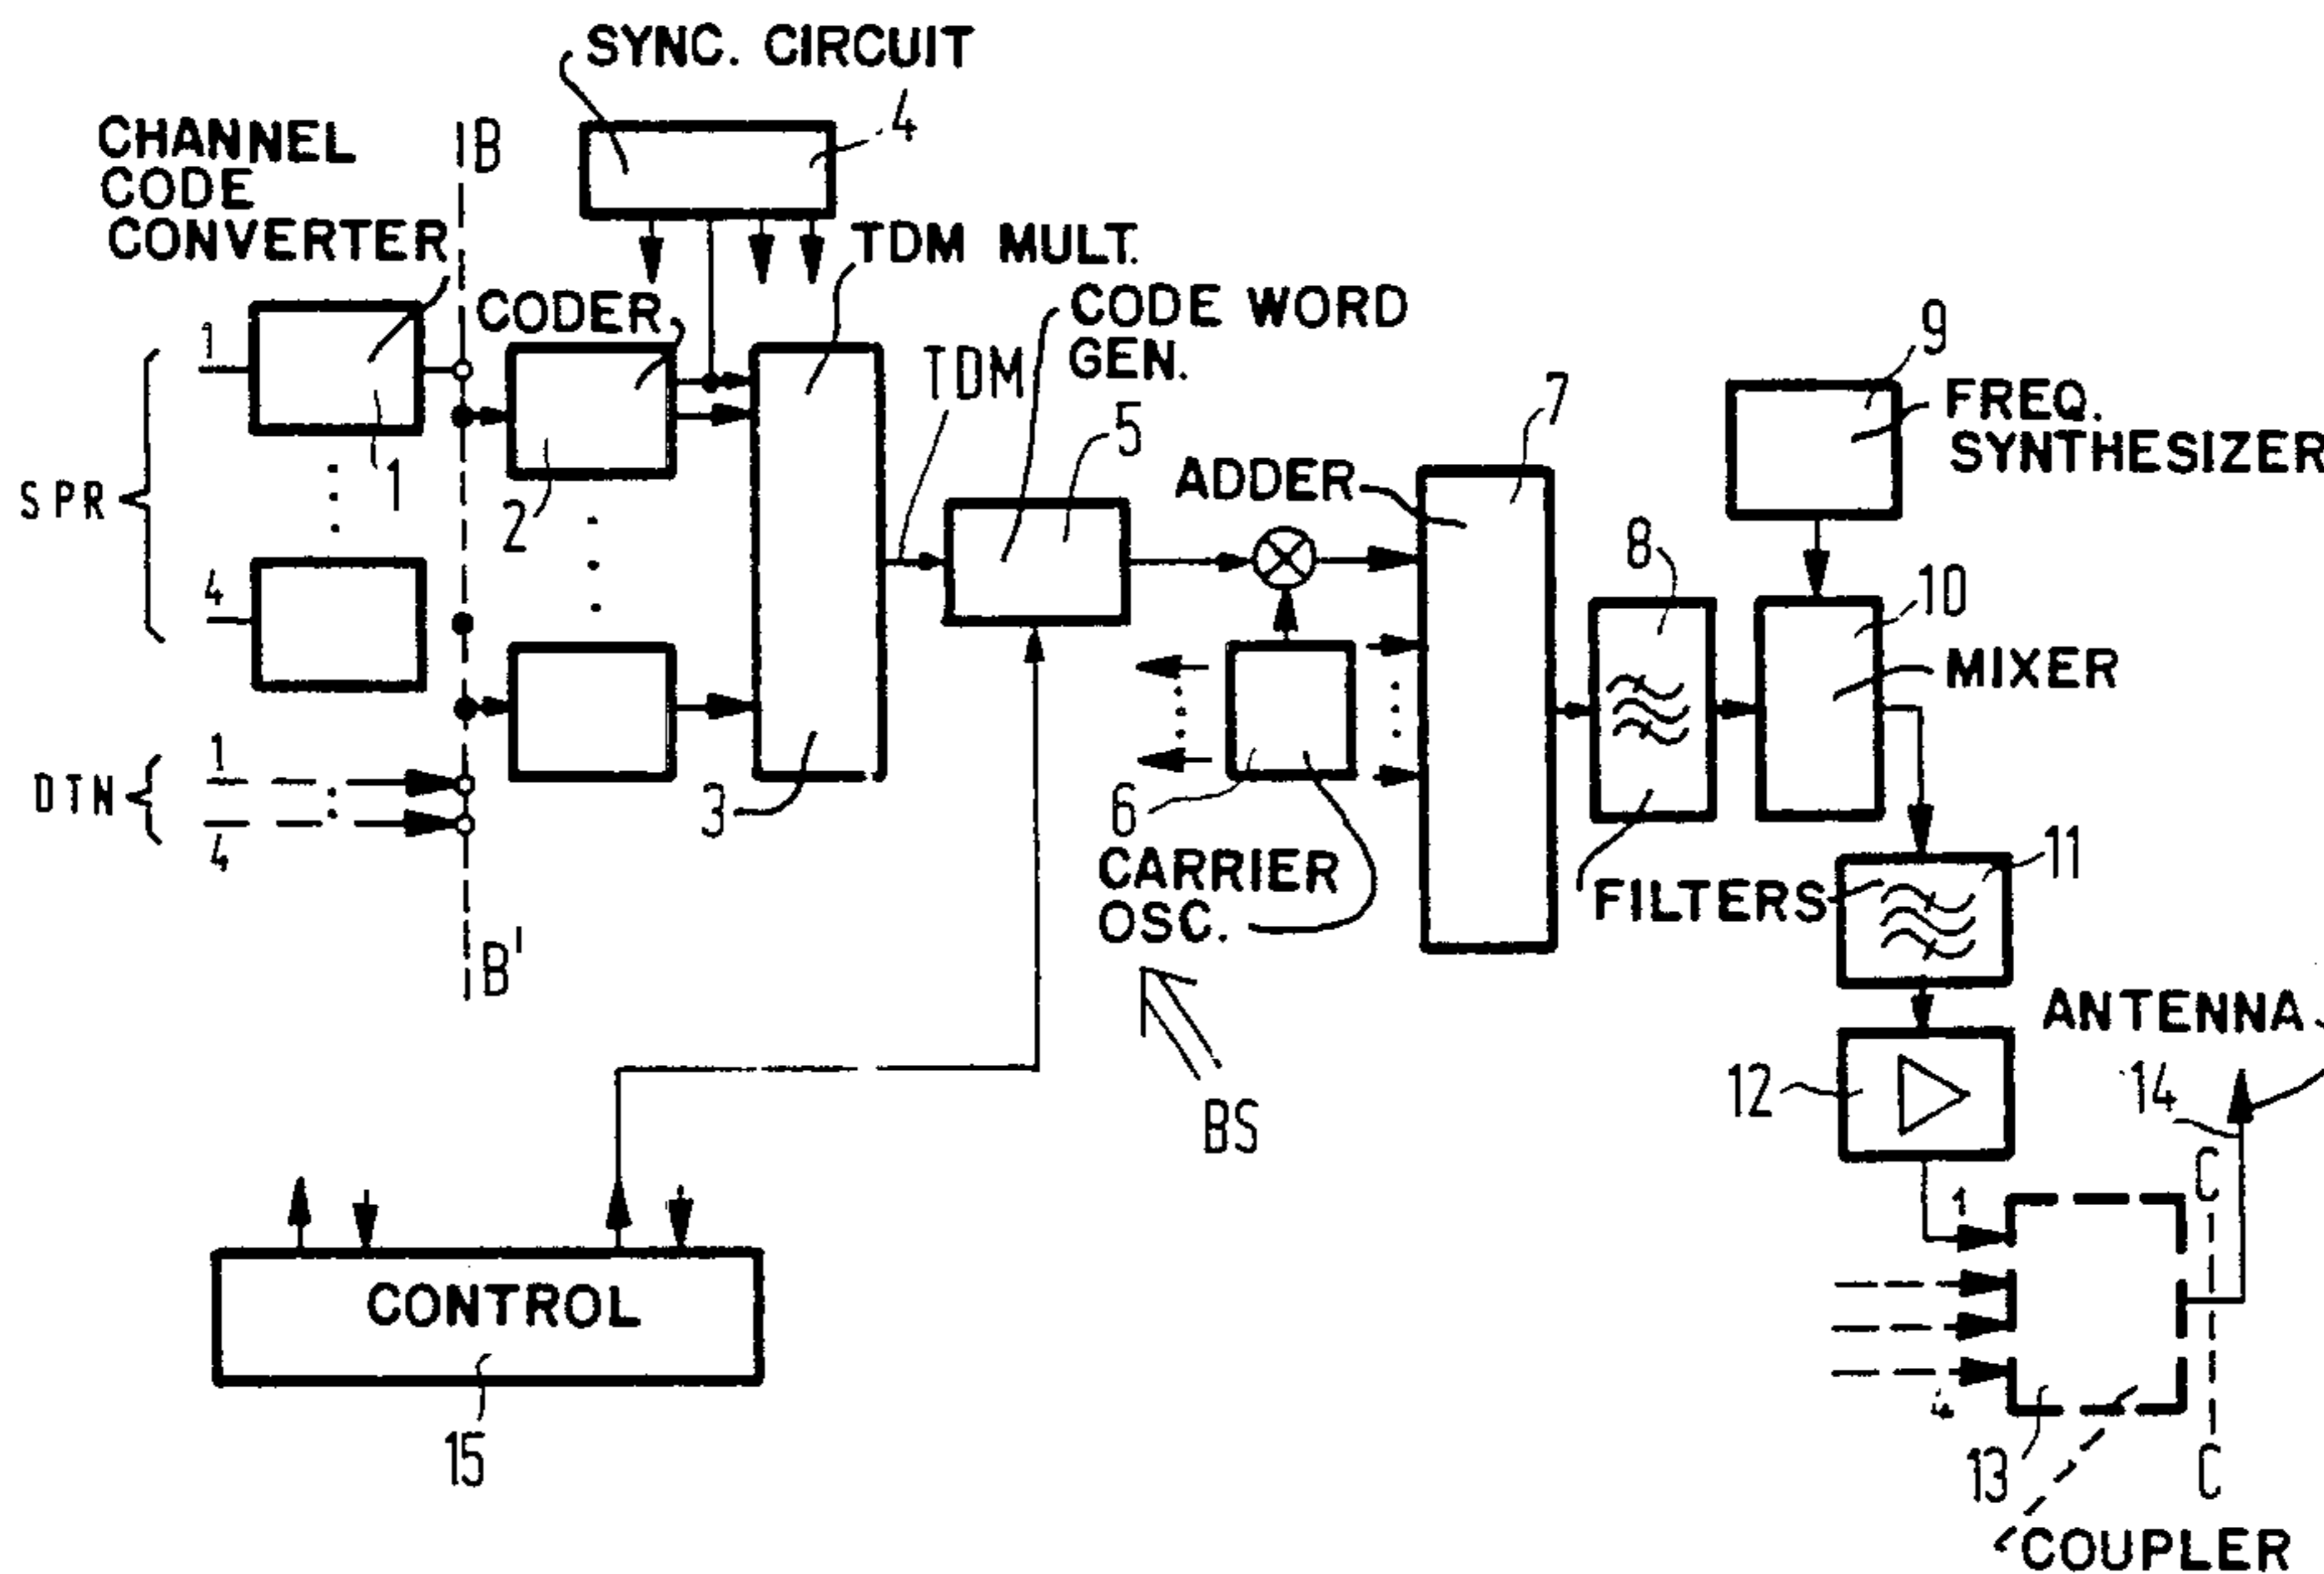 SYNC. CIRCUIT
4
CHANNEL
CODE
CONVERTER
B
TDM MULT.
CODER
CODE WORD
GEN.
TDM
1
1
SPR
2
5
ADDER
7
9
FREQ.
SYNTHESIZER
8
10
MIXER
4
DTN
1
4
3
6
CARRIER
OSC.
FILTERS
11
B'
BS
ANTENNA
12
14
C
1
CONTROL
15
4
13
C
COUPLER